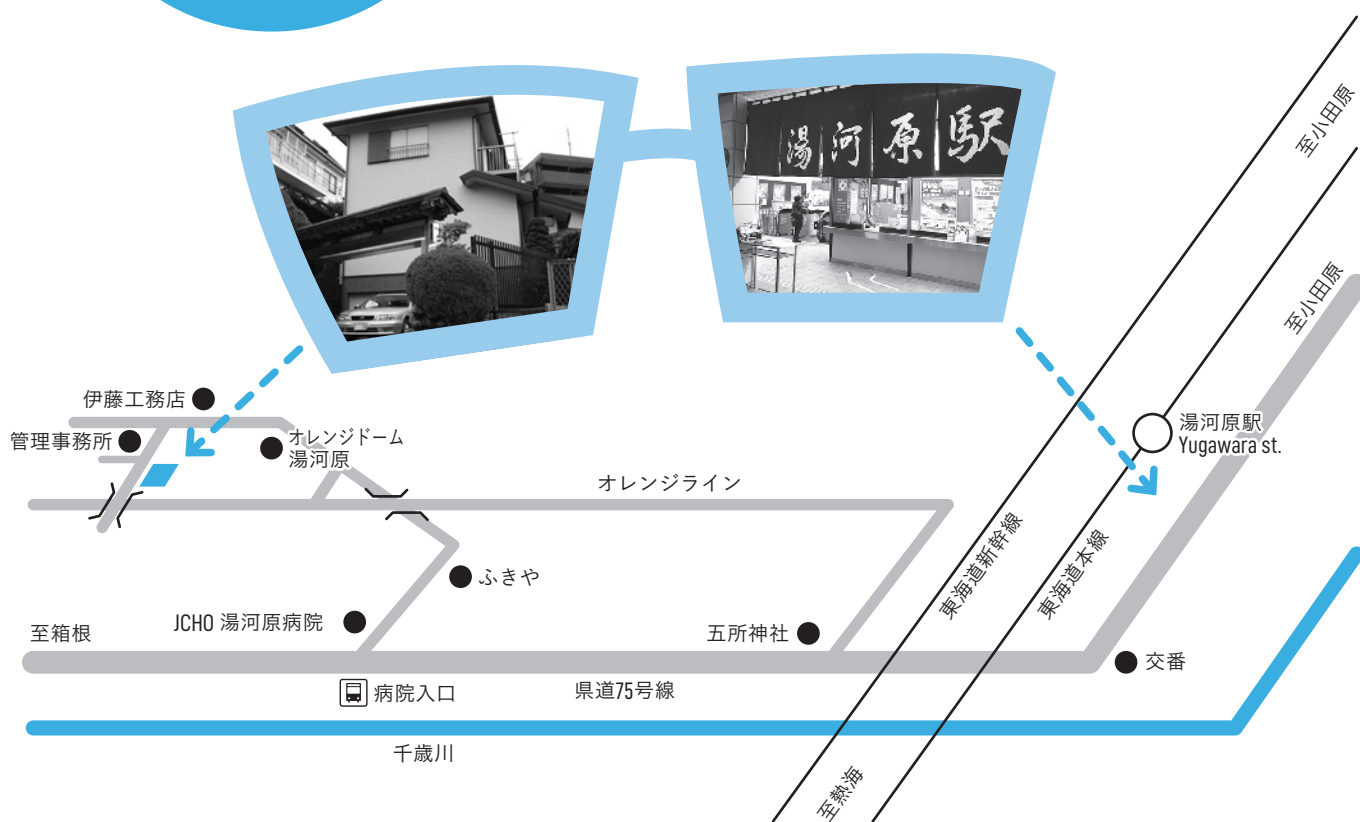 湯河原駅
至小田原
至小田原
伊藤工務店
管理事務所
オレンジドーム
湯河原
湯河原駅
Yugawara st.
オレンジライン
東海道新幹線
東海道本線
ふきや
JCHO 湯河原病院
五所神社
至箱根
交番
病院入口
県道75号線
千歳川
至熱海